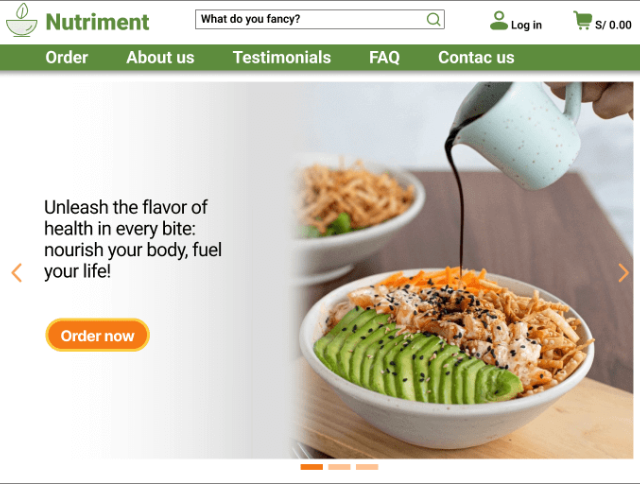 Nutriment
What do you fancy?
Log in
S/ 0.00
Order
About us
Testimonials
FAQ
Contac us
Unleash the flavor of
health in every bite:
nourish your body, fuel
your life!
Order now